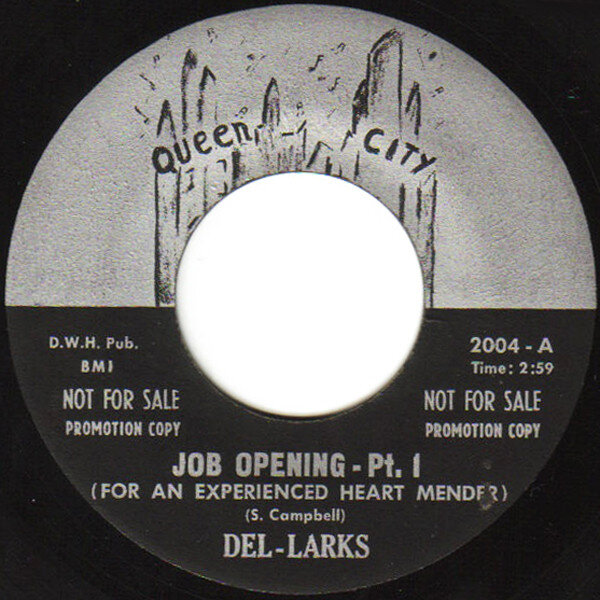 Queen City
D.W.H. Pub.
BMI
NOT FOR SALE
PROMOTION COPY
2004 - A
Time: 2:59
NOT FOR SALE
PROMOTION COPY
JOB OPENING - Pt. 1
(FOR AN EXPERIENCED HEART MENDER)
(S. Campbell)
DEL-LARKS